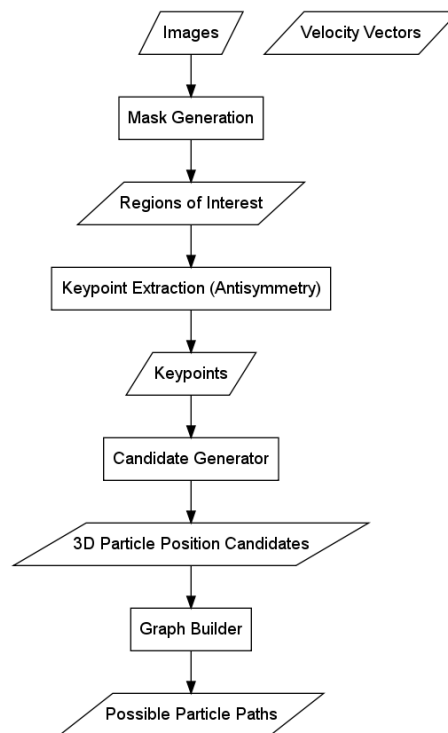 Images
Velocity Vectors
Mask Generation
Regions of Interest
Keypoint Extraction (Antisymmetry)
Keypoints
Candidate Generator
3D Particle Position Candidates
Graph Builder
Possible Particle Paths